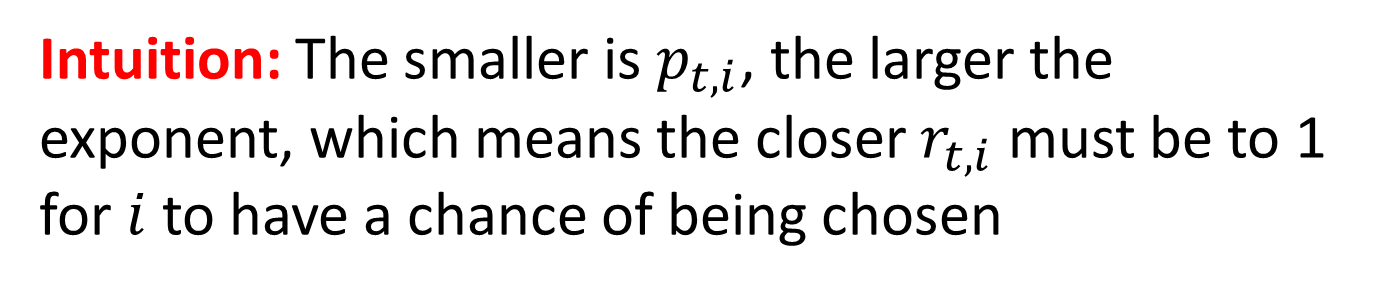 Intuition: The smaller is $p_{t,i}$, the larger the
exponent, which means the closer $r_{t,i}$ must be to 1
for $i$ to have a chance of being chosen